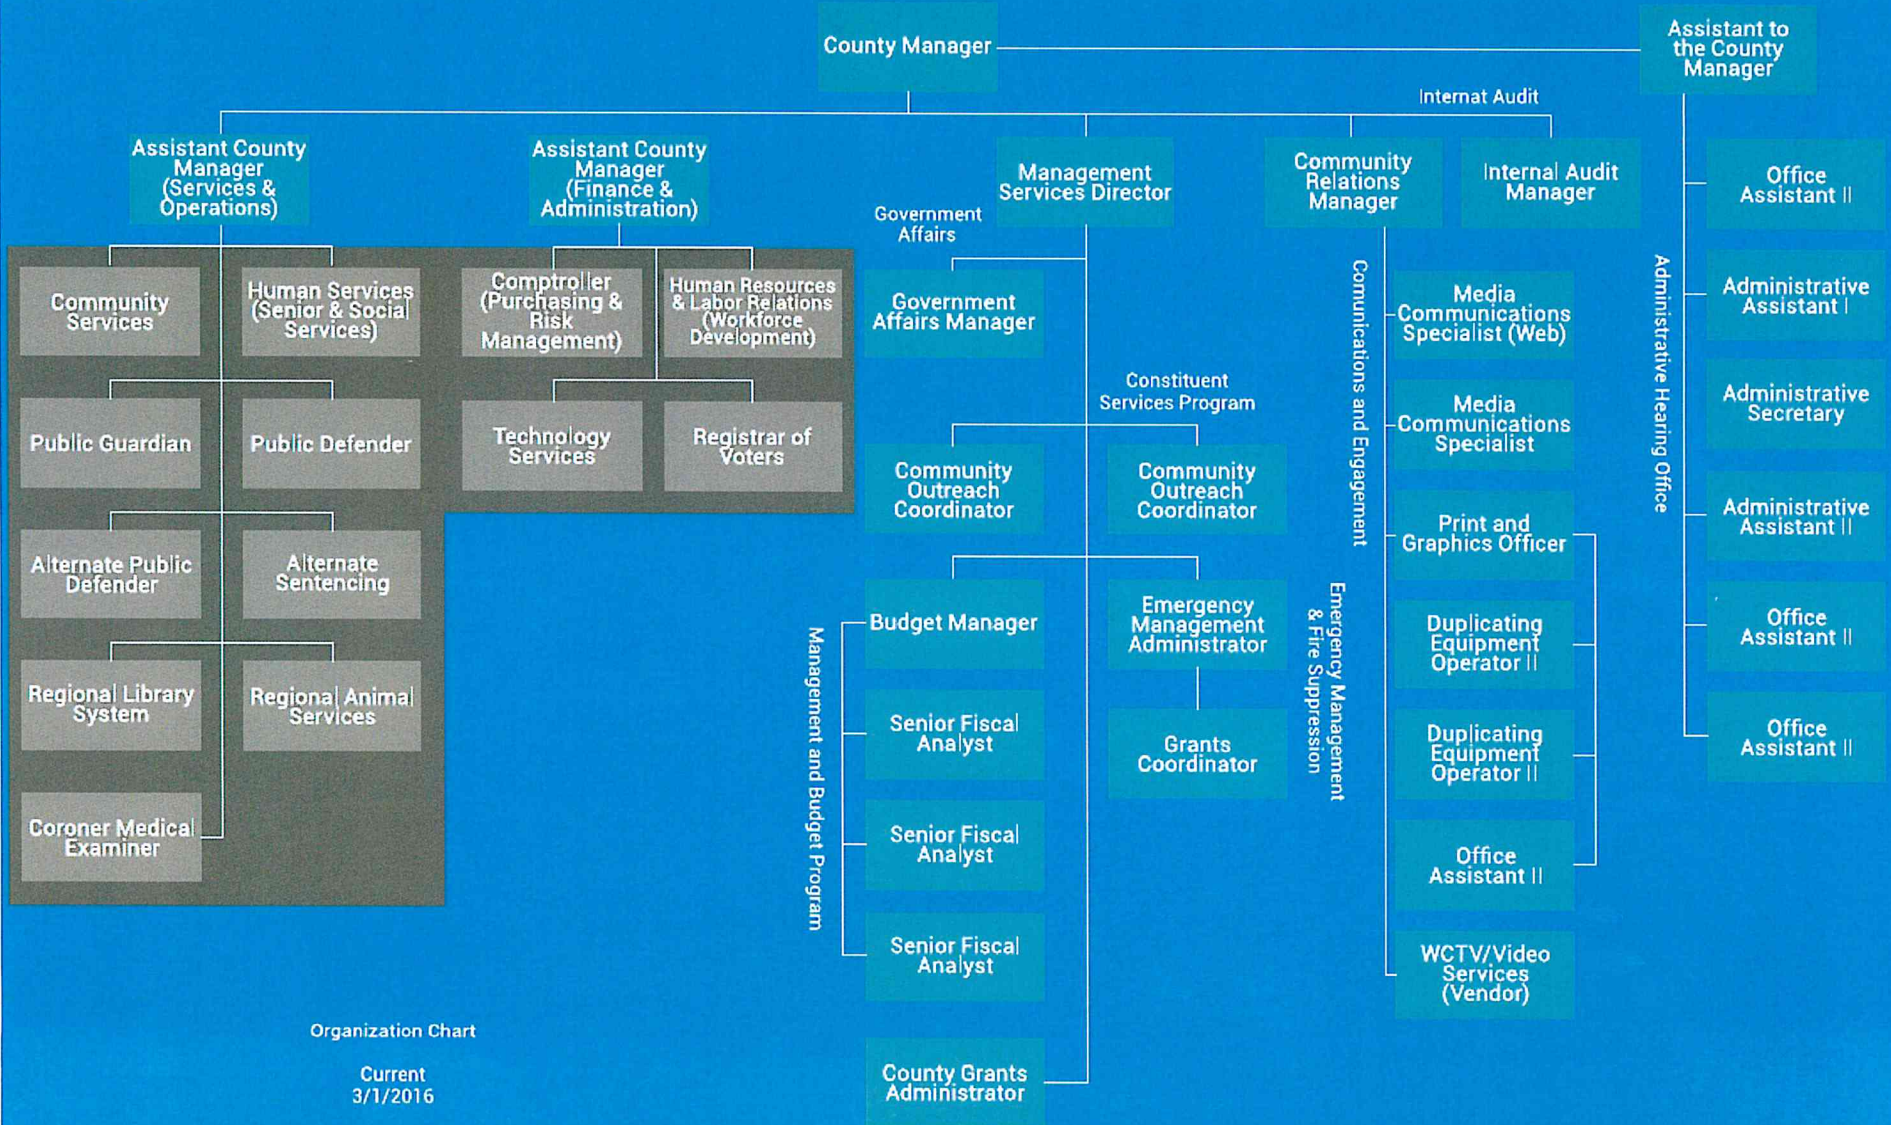 County Manager
Assistant to
the County
Manager
Internat Audit
Assistant County
Manager
(Services &
Operations)
Assistant County
Manager
(Finance &
Administration)
Management
Services Director
Community
Relations
Manager
Internal Audit
Manager
Office
Assistant II
Government
Affairs
Community
Services
Human Services
(Senior & Social
Services)
Comptroller
(Purchasing &
Risk
Management)
Human Resources
& Labor Relations
(Workforce
Development)
Government
Affairs Manager
Comunications and Engagement
Media
Communications
Specialist (Web)
Administrative Hearing Office
Administrative
Assistant I
Constituent
Services Program
Public Guardian
Public Defender
Technology
Services
Registrar of
Voters
Media
Communications
Specialist
Administrative
Secretary
Community
Outreach
Coordinator
Community
Outreach
Coordinator
Print and
Graphics Officer
Administrative
Assistant II
Alternate Public
Defender
Alternate
Sentencing
Management and Budget Program
Budget Manager
Emergency
Management
Administrator
Emergency Management
& Fire Suppression
Duplicating
Equipment
Operator II
Office
Assistant II
Regional Library
System
Regional Animal
Services
Senior Fiscal
Analyst
Grants
Coordinator
Duplicating
Equipment
Operator II
Office
Assistant II
Coroner Medical
Examiner
Senior Fiscal
Analyst
Office
Assistant II
Senior Fiscal
Analyst
WCTV/Video
Services
(Vendor)
Organization Chart
Current
3/1/2016
County Grants
Administrator